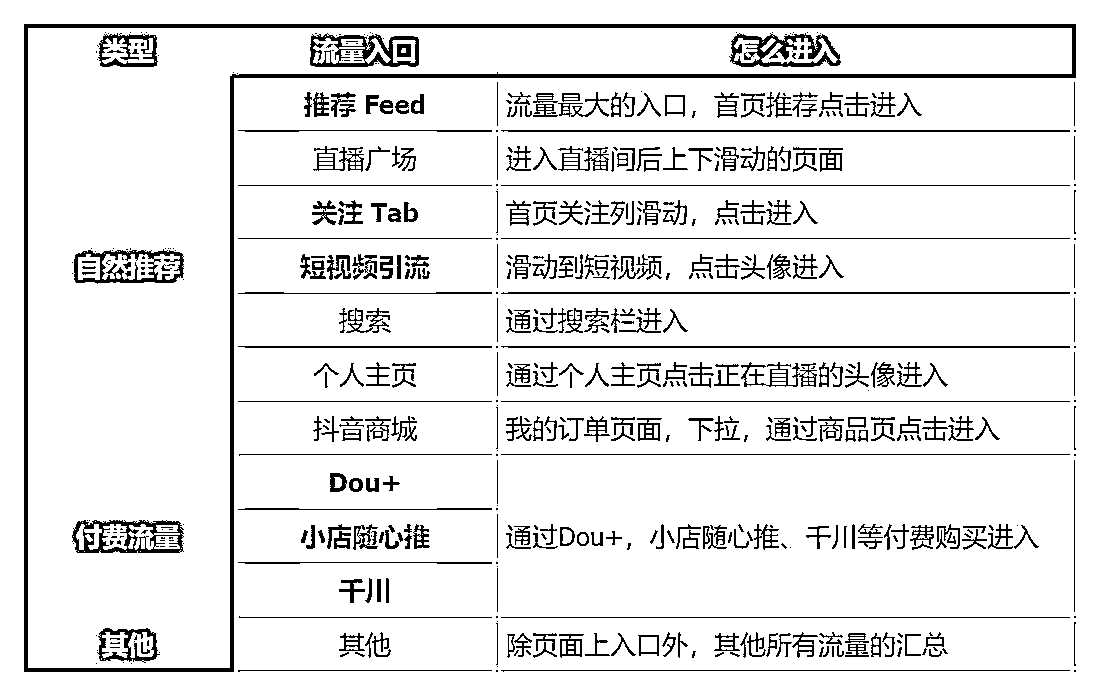 类型 流量入口 怎么进入
推荐 Feed 流量最大的入口，首页推荐点击进入
直播广场 进入直播间后上下滑动的页面
关注 Tab 首页关注列滑动，点击进入
自然推荐 短视频引流 滑动到短视频，点击头像进入
搜索 通过搜索栏进入
个人主页 通过个人主页点击正在直播的头像进入
抖音商城 我的订单页面，下拉，通过商品页点击进入
Dou+
付费流量 小店随心推 通过Dou+，小店随心推、千川等付费购买进入
千川
其他 其他 除页面上入口外，其他所有流量的汇总